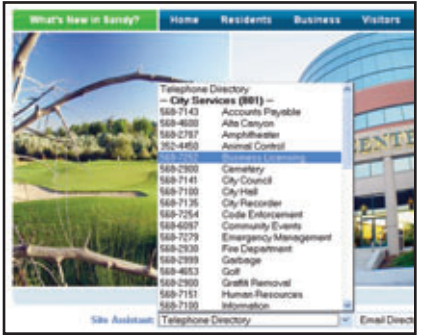 What's New in Sandy? Home Residents Business Visitors
Telephone Directory
-- City Services (801) --
568-7143 Accounts Payable
568-4600 Alta Canyon
568-2787 Amphitheater
352-4450 Animal Control
568-7252 Business Licensing
568-2900 Cemetery
568-7141 City Council
568-7100 City Hall
568-7135 City Recorder
568-7254 Code Enforcement
568-6097 Community Events
568-7279 Emergency Management
568-2930 Fire Department
568-2999 Garbage
568-4653 Golf
568-2900 Graffiti Removal
568-7151 Human Resources
568-7100 Information
Site Assistant: Telephone Directory Email Direct